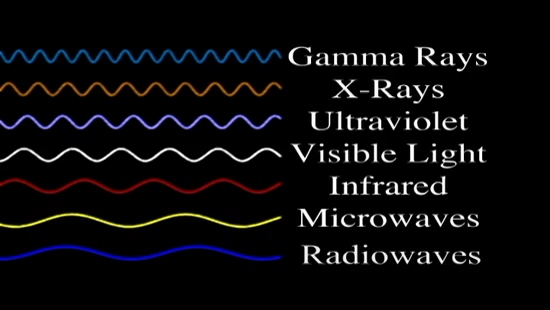 Gamma Rays
X-Rays
Ultraviolet
Visible Light
Infrared
Microwaves
Radiowaves